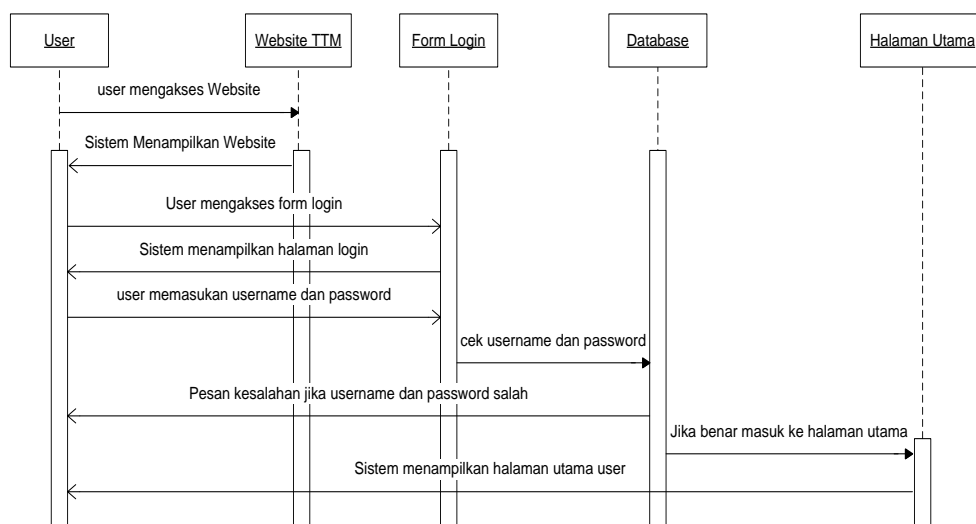 User
Website TTM
Form Login
Database
Halaman Utama
user mengakses Website
Sistem Menampilkan Website
User mengakses form login
Sistem menampilkan halaman login
user memasukan username dan password
cek username dan password
Pesan kesalahan jika username dan password salah
Jika benar masuk ke halaman utama
Sistem menampilkan halaman utama user